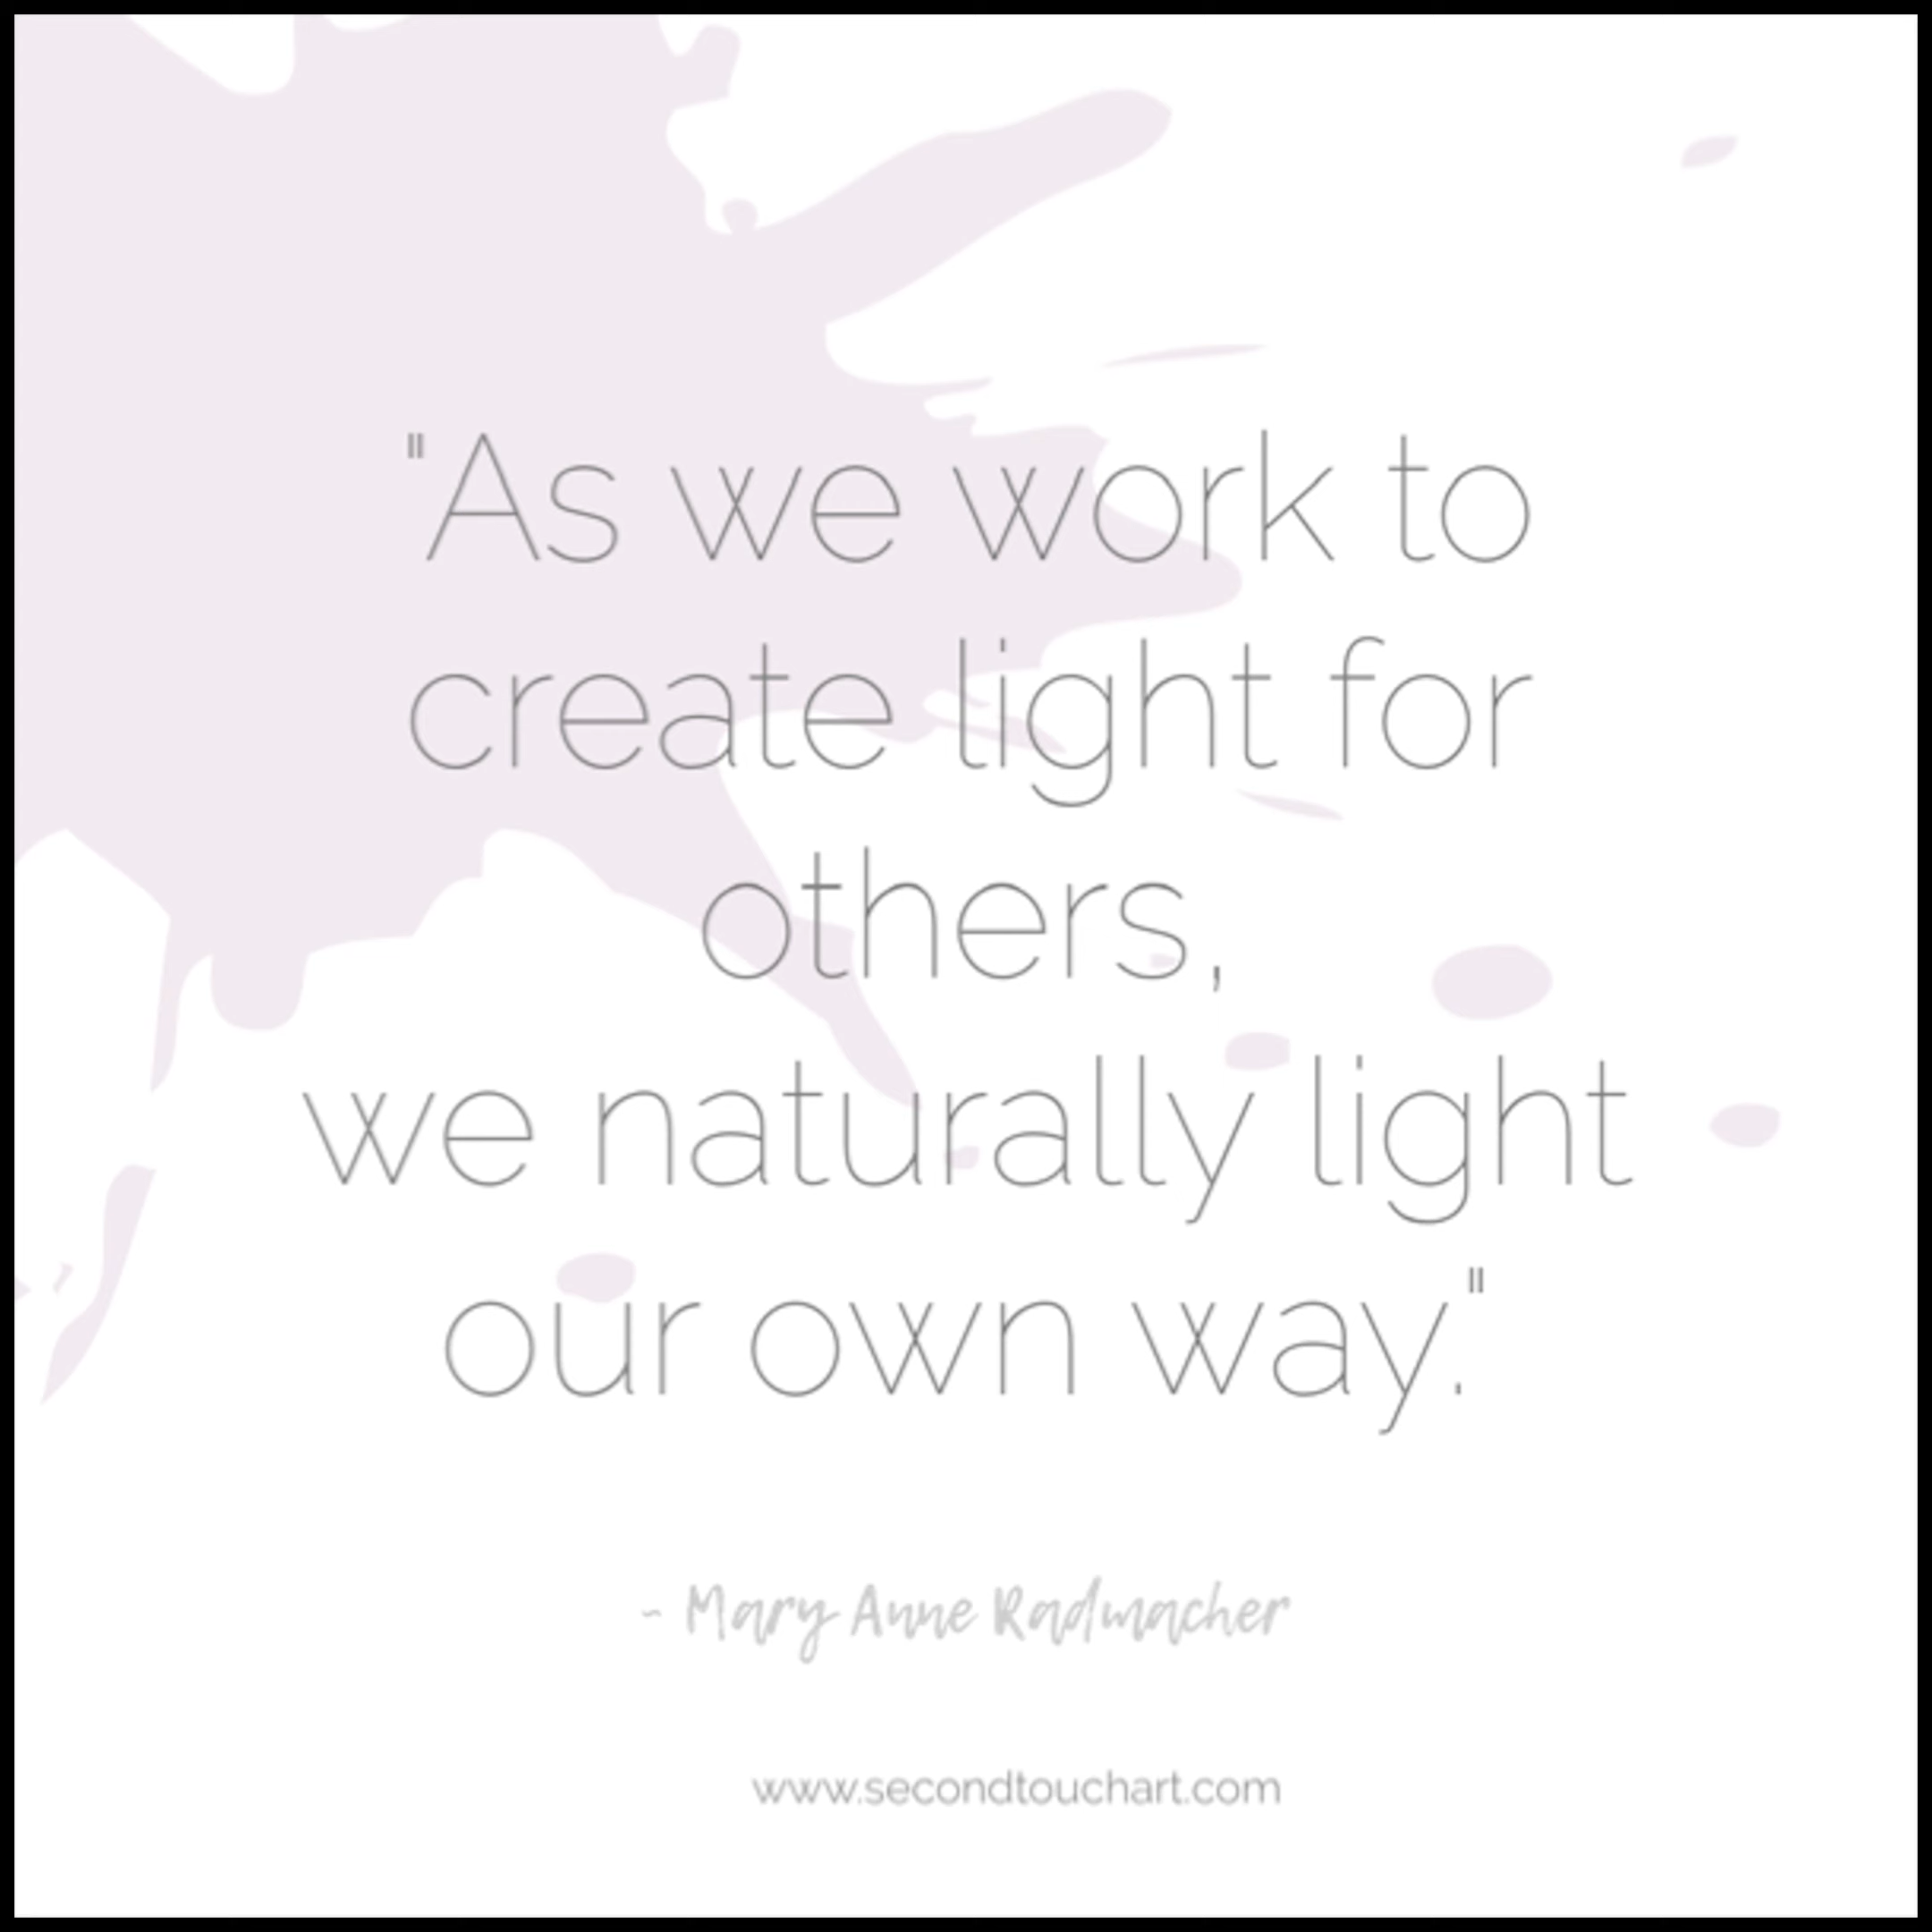 "As we work to
create light for
others,
we naturally light
our own way."
~ Mary Anne Radmacher
www.secondtouchart.com